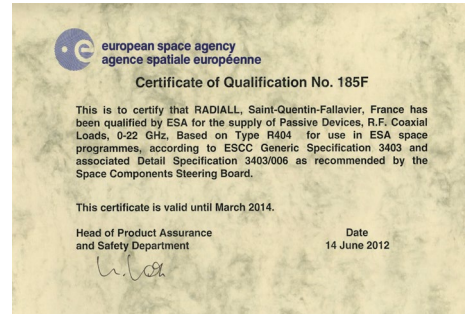 european space agency
agence spatiale européenne
Certificate of Qualification No. 185F
This is to certify that RADIALL, Saint-Quentin-Fallavier, France has
been qualified by ESA for the supply of Passive Devices, R.F. Coaxial
Loads, 0-22 GHz, Based on Type R404 for use in ESA space
programmes, according to ESCC Generic Specification 3403 and
associated Detail Specification 3403/006 as recommended by the
Space Components Steering Board.
This certificate is valid until March 2014.
Head of Product Assurance
and Safety Department
Date
14 June 2012